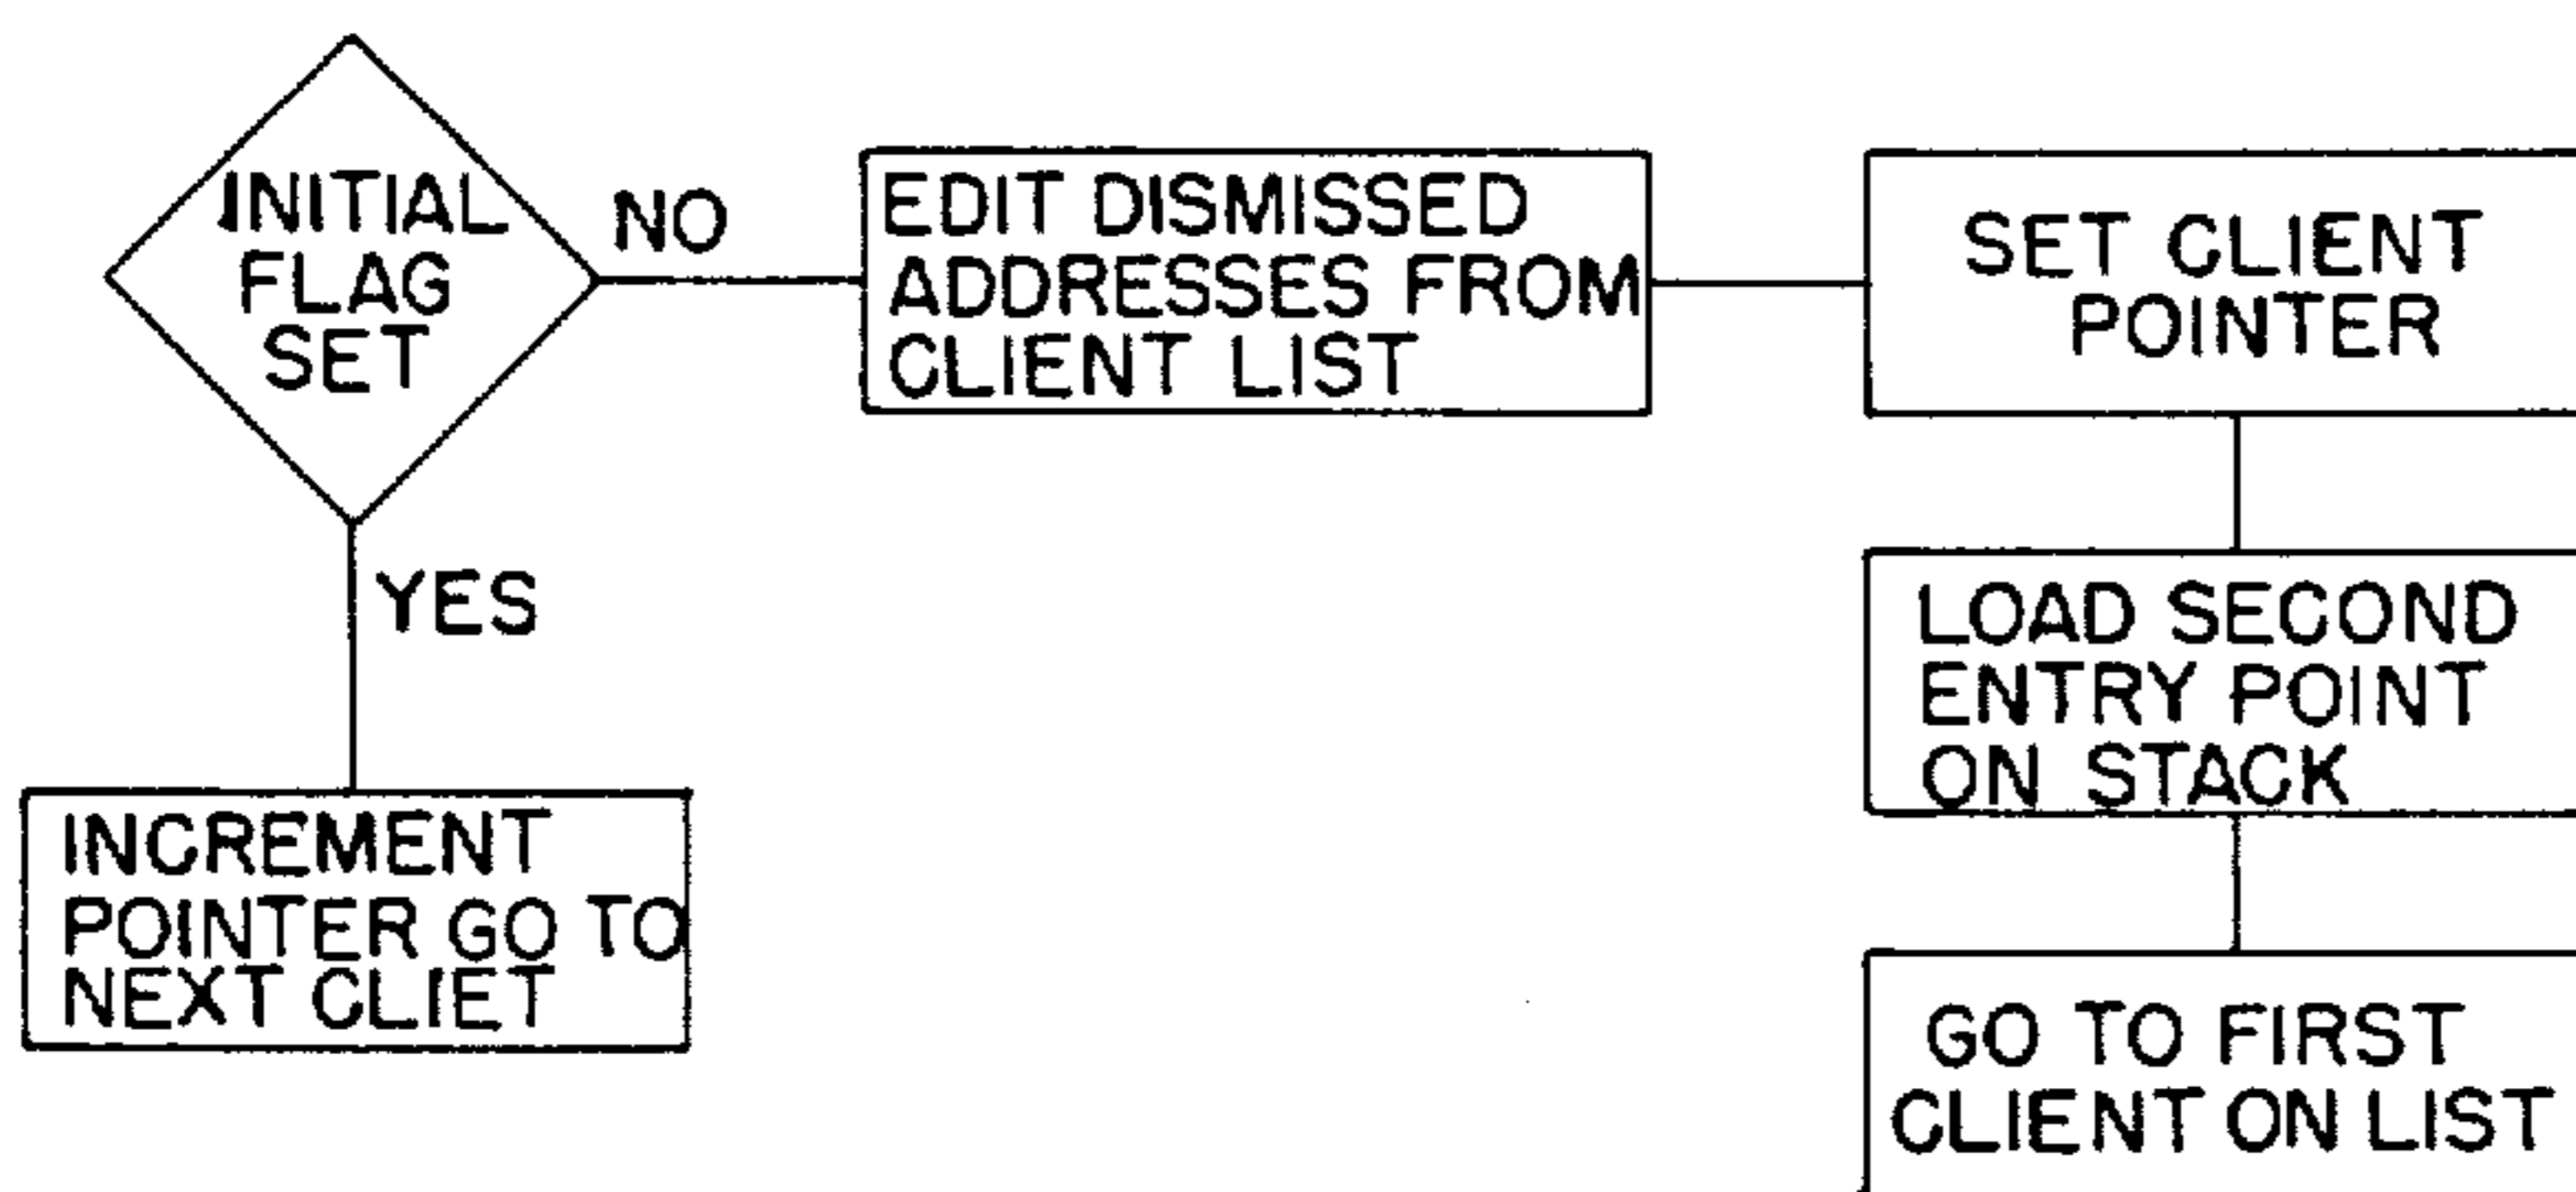 INITIAL
FLAG
SET
NO
EDIT DISMISSED
ADDRESSES FROM
CLIENT LIST
SET CLIENT
POINTER
YES
LOAD SECOND
ENTRY POINT
ON STACK
INCREMENT
POINTER GO TO
NEXT CLIET
GO TO FIRST
CLIENT ON LIST